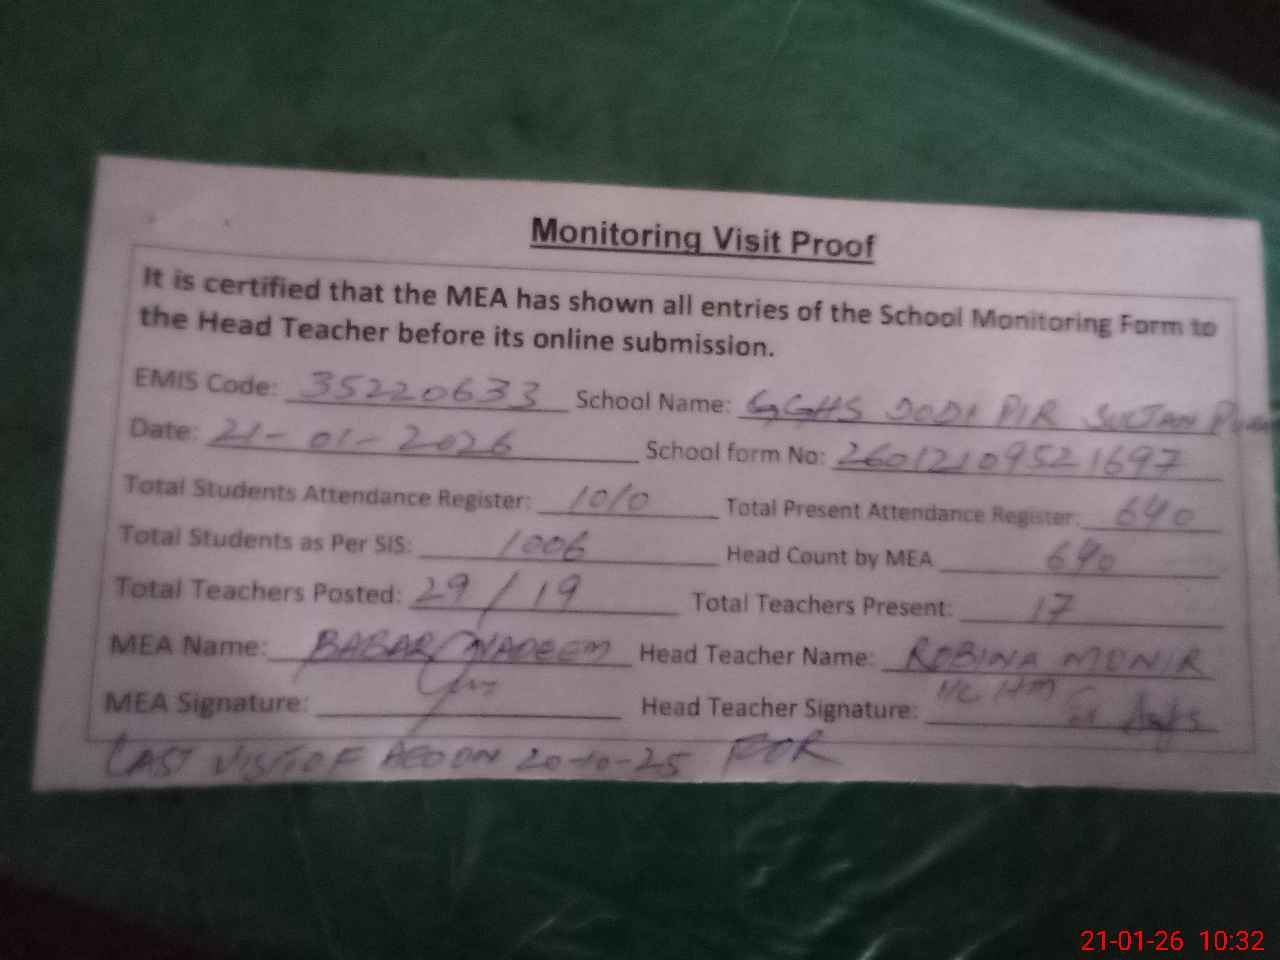 Monitoring Visit Proof
It is certified that the MEA has shown all entries of the School Monitoring Form to
the Head Teacher before its online submission.
EMIS Code: 35220633 School Name: GGHS DODI PIR SULTAN
Date: 21-01-2026 School form No: 26012109521697
Total Students Attendance Register: 1010 Total Present Attendance Register: 640
Total Students as Per SIS: 1006 Head Count by MEA 640
Total Teachers Posted: 29/19 Total Teachers Present: 17
MEA Name: BABAR NADEEM Head Teacher Name: ROBINA MONIR
MEA Signature: Head Teacher Signature:
LAST VISIT OF AEO ON 20-10-25 FOR
21-01-26 10:32